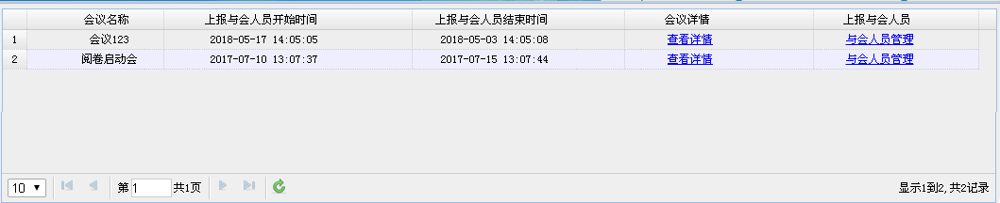 会议名称 上报与会人员开始时间 上报与会人员结束时间 会议详情 上报与会人员
1 会议123 2018-05-17 14:05:05 2018-05-03 14:05:08 查看详情 与会人员管理
2 阅卷启动会 2017-07-10 13:07:37 2017-07-15 13:07:44 查看详情 与会人员管理
10 第 1 共1页 显示1到2,共2记录